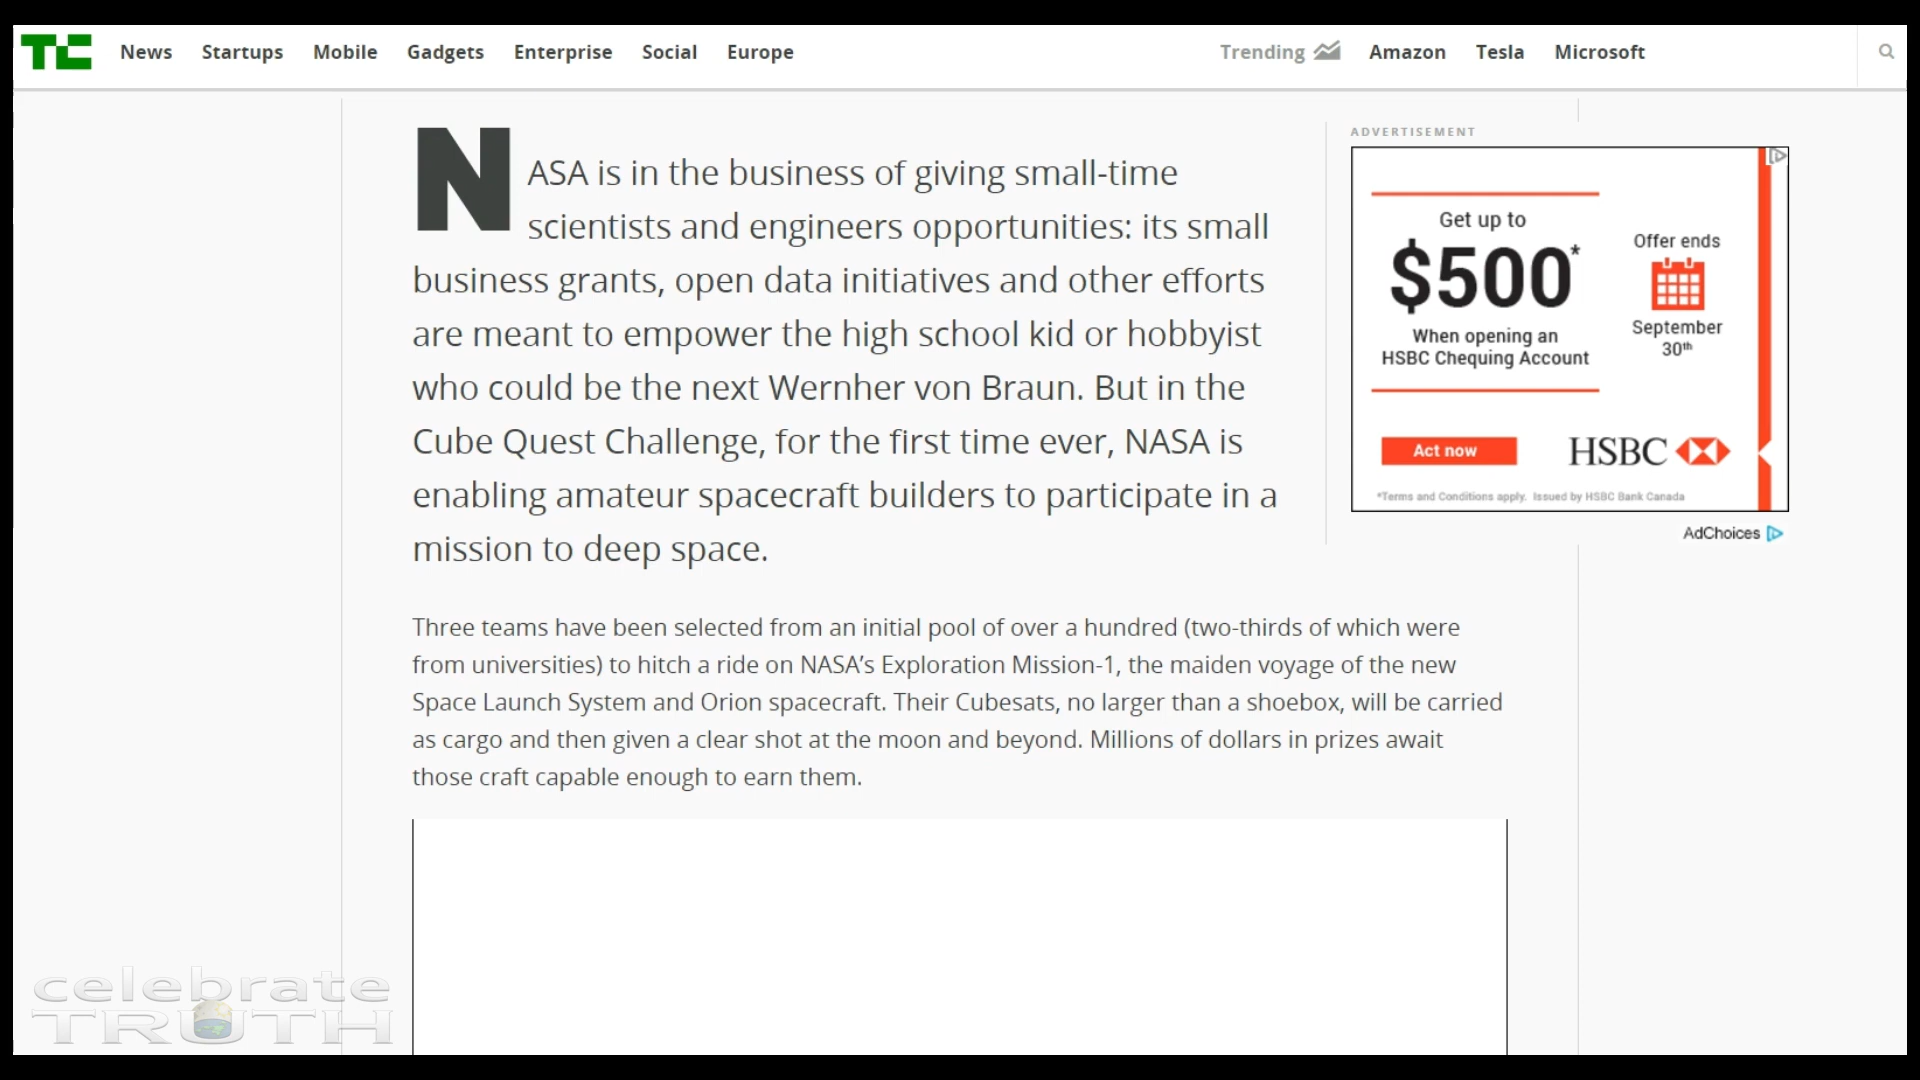 TC News Startups Mobile Gadgets Enterprise Social Europe Trending Amazon Tesla Microsoft
NASA is in the business of giving small-time
scientists and engineers opportunities: its small
business grants, open data initiatives and other efforts
are meant to empower the high school kid or hobbyist
who could be the next Wernher von Braun. But in the
Cube Quest Challenge, for the first time ever, NASA is
enabling amateur spacecraft builders to participate in a
mission to deep space.
ADVERTISEMENT
Get up to
$500*
When opening an
HSBC Chequing Account
Offer ends
September
30th
Act now
HSBC
*Terms and Conditions apply. Issued by HSBC Bank Canada
AdChoices
Three teams have been selected from an initial pool of over a hundred (two-thirds of which were
from universities) to hitch a ride on NASA’s Exploration Mission-1, the maiden voyage of the new
Space Launch System and Orion spacecraft. Their Cubesats, no larger than a shoebox, will be carried
as cargo and then given a clear shot at the moon and beyond. Millions of dollars in prizes await
those craft capable enough to earn them.
celebrate
TRUTH